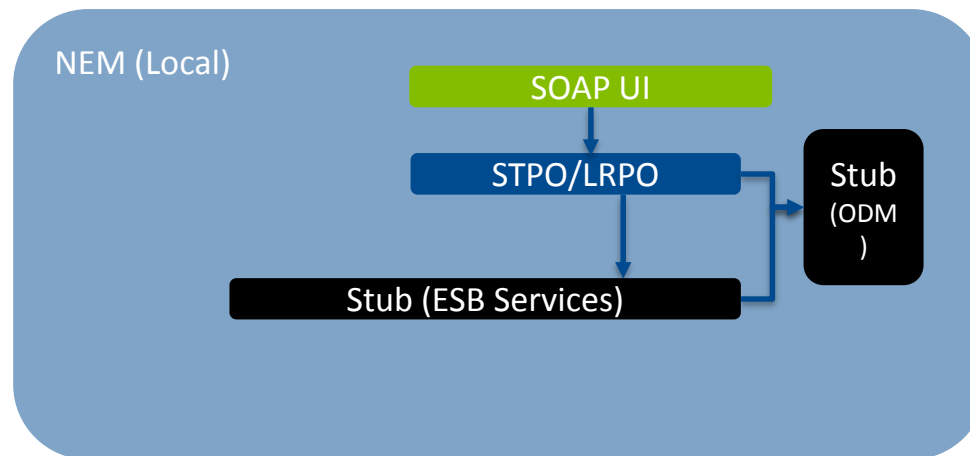 NEM (Local)
SOAP UI
STPO/LRPO
Stub
(ODM
)
Stub (ESB Services)